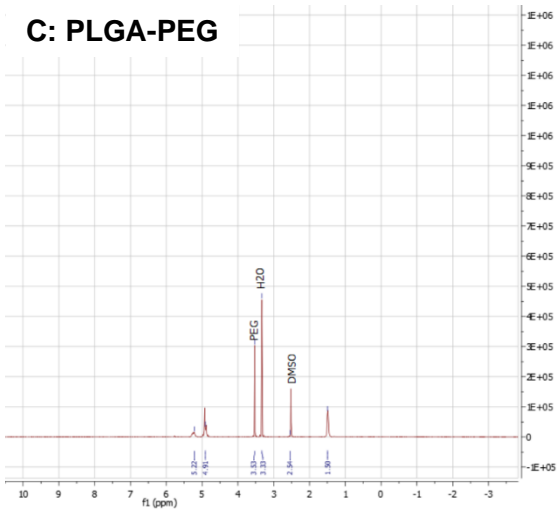 C: PLGA-PEG
1E+06
1E+06
1E+06
1E+06
1E+06
9E+05
8E+05
7E+05
6E+05
5E+05
4E+05
3E+05
2E+05
1E+05
0
-1E+05
PEG
H2O
DMSO
5.22
4.91
3.53
3.33
2.54
1.50
10 9 8 7 6 5 4 3 2 1 0 -1 -2 -3
f1 (ppm)